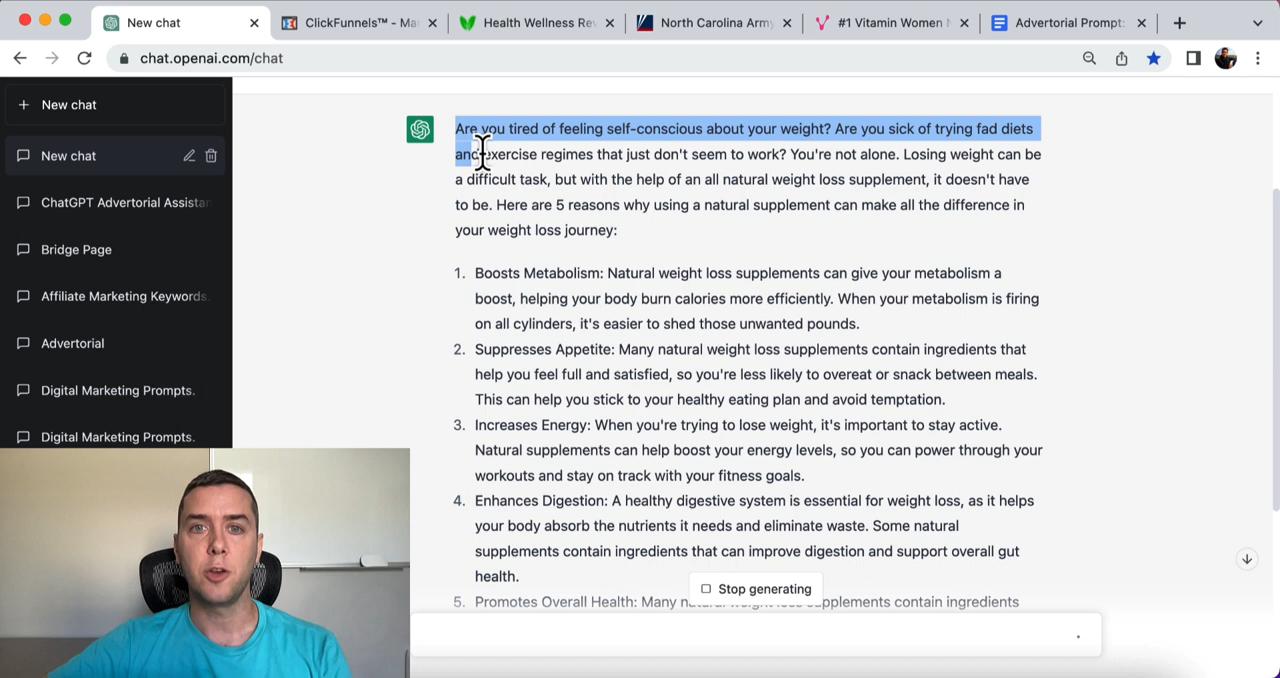 New chat
ClickFunnels™ - Ma
Health Wellness Re
North Carolina Army
#1 Vitamin Women
Advertorial Prompt:
chat.openai.com/chat
New chat
New chat
ChatGPT Advertorial Assistan
Bridge Page
Affiliate Marketing Keywords.
Advertorial
Digital Marketing Prompts.
Digital Marketing Prompts.
Are you tired of feeling self-conscious about your weight? Are you sick of trying fad diets
and exercise regimes that just don't seem to work? You're not alone. Losing weight can be
a difficult task, but with the help of an all natural weight loss supplement, it doesn't have
to be. Here are 5 reasons why using a natural supplement can make all the difference in
your weight loss journey:
1. Boosts Metabolism: Natural weight loss supplements can give your metabolism a
boost, helping your body burn calories more efficiently. When your metabolism is firing
on all cylinders, it's easier to shed those unwanted pounds.
2. Suppresses Appetite: Many natural weight loss supplements contain ingredients that
help you feel full and satisfied, so you're less likely to overeat or snack between meals.
This can help you stick to your healthy eating plan and avoid temptation.
3. Increases Energy: When you're trying to lose weight, it's important to stay active.
Natural supplements can help boost your energy levels, so you can power through your
workouts and stay on track with your fitness goals.
4. Enhances Digestion: A healthy digestive system is essential for weight loss, as it helps
your body absorb the nutrients it needs and eliminate waste. Some natural
supplements contain ingredients that can improve digestion and support overall gut
health.
Stop generating
5. Promotes Overall Health: Many natural weight loss supplements contain ingredients